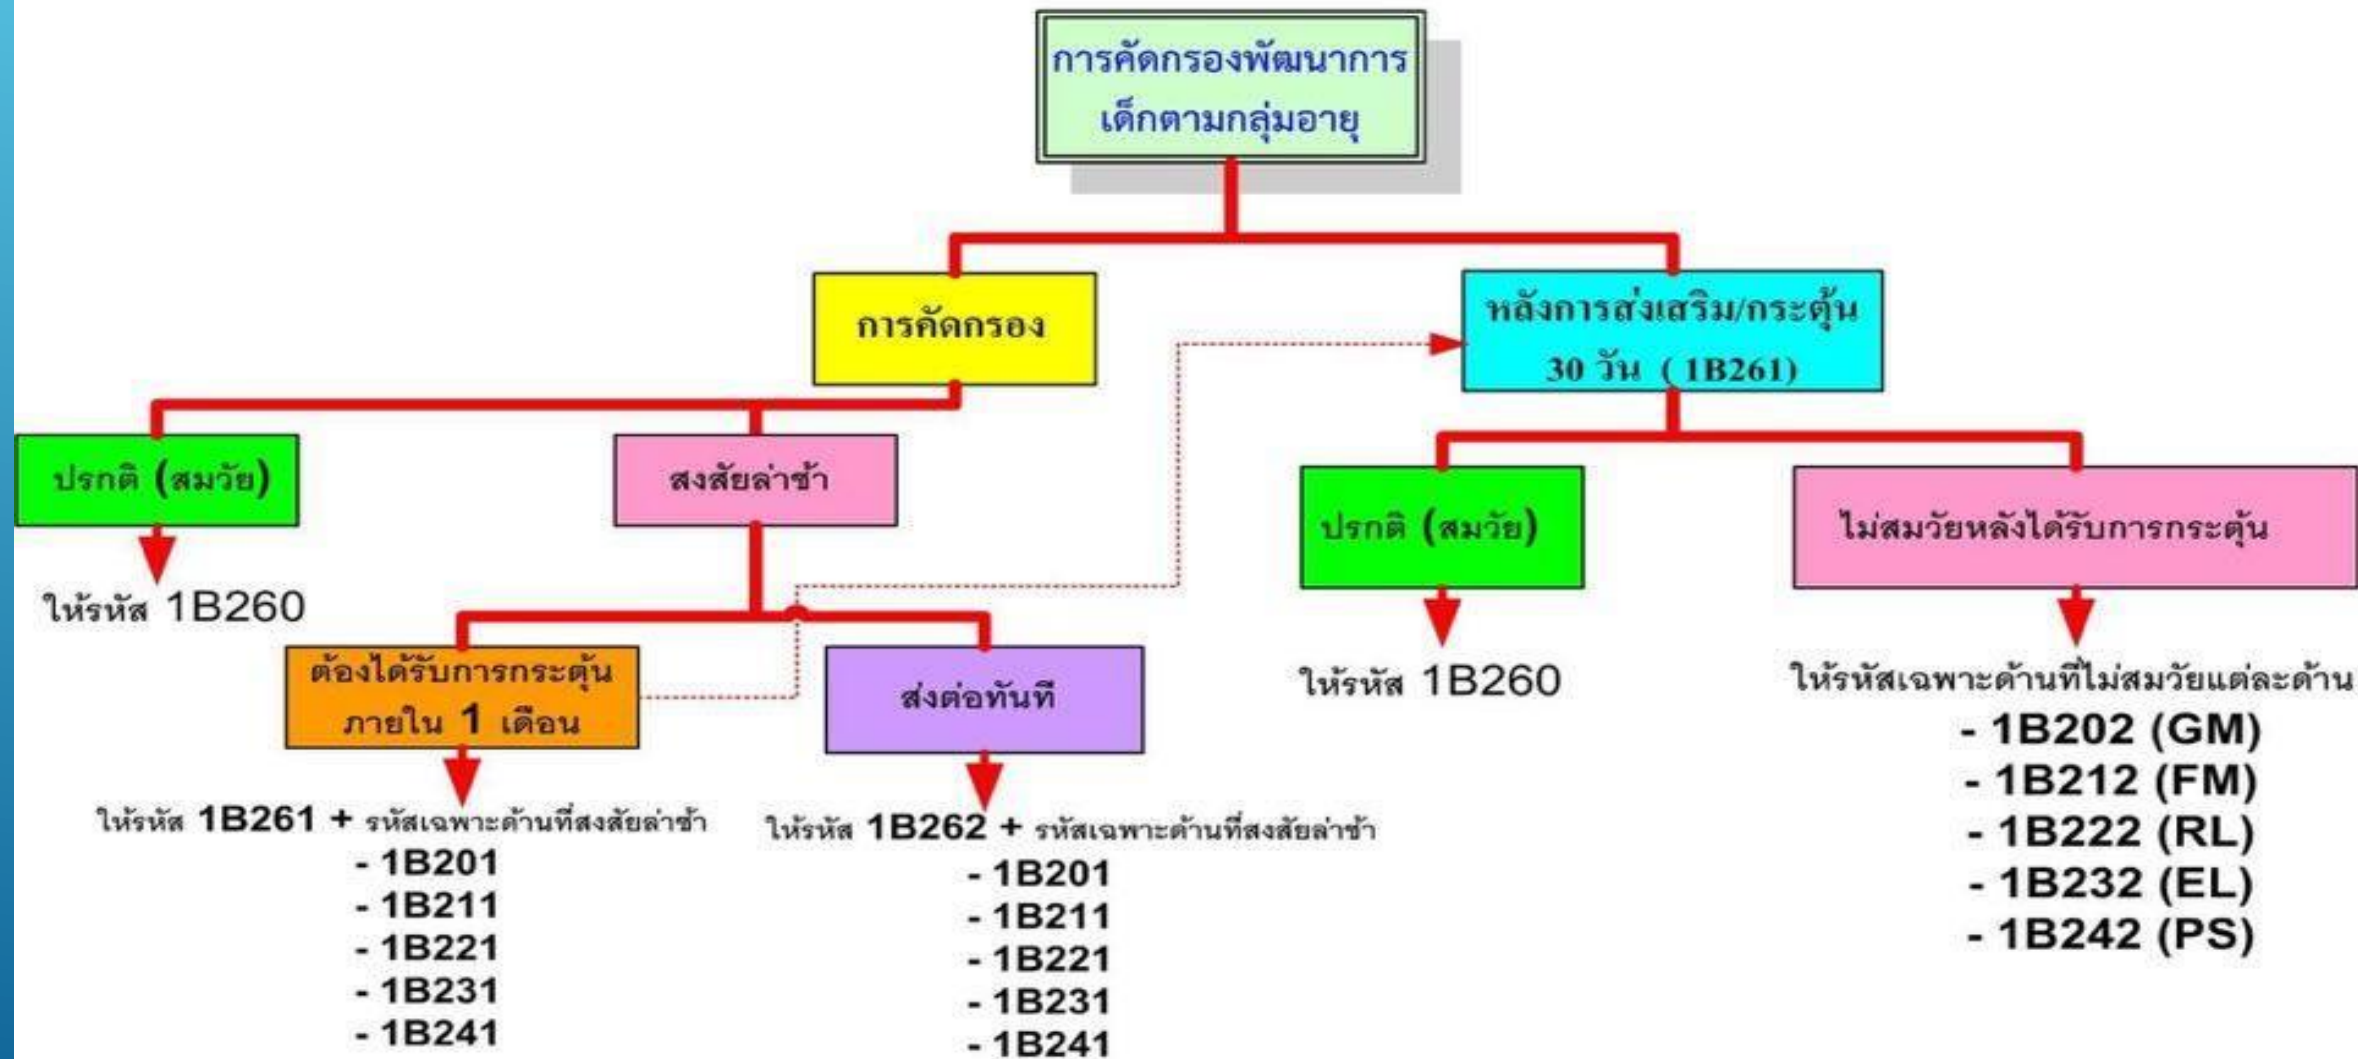 การคัดกรองพัฒนาการ
เด็กตามกลุ่มอายุ
การคัดกรอง
หลังการส่งเสริม/กระตุ้น
30 วัน ( 1B261)
ปรกติ (สมวัย)
ให้รหัส 1B260
สงสัยล่าช้า
ต้องได้รับการกระตุ้น
ภายใน 1 เดือน
ให้รหัส 1B261 + รหัสเฉพาะด้านที่สงสัยล่าช้า
- 1B201
- 1B211
- 1B221
- 1B231
- 1B241
ส่งต่อทันที
ให้รหัส 1B262 + รหัสเฉพาะด้านที่สงสัยล่าช้า
- 1B201
- 1B211
- 1B221
- 1B231
- 1B241
ปรกติ (สมวัย)
ให้รหัส 1B260
ไม่สมวัยหลังได้รับการกระตุ้น
ให้รหัสเฉพาะด้านที่ไม่สมวัยแต่ละด้าน
- 1B202 (GM)
- 1B212 (FM)
- 1B222 (RL)
- 1B232 (EL)
- 1B242 (PS)